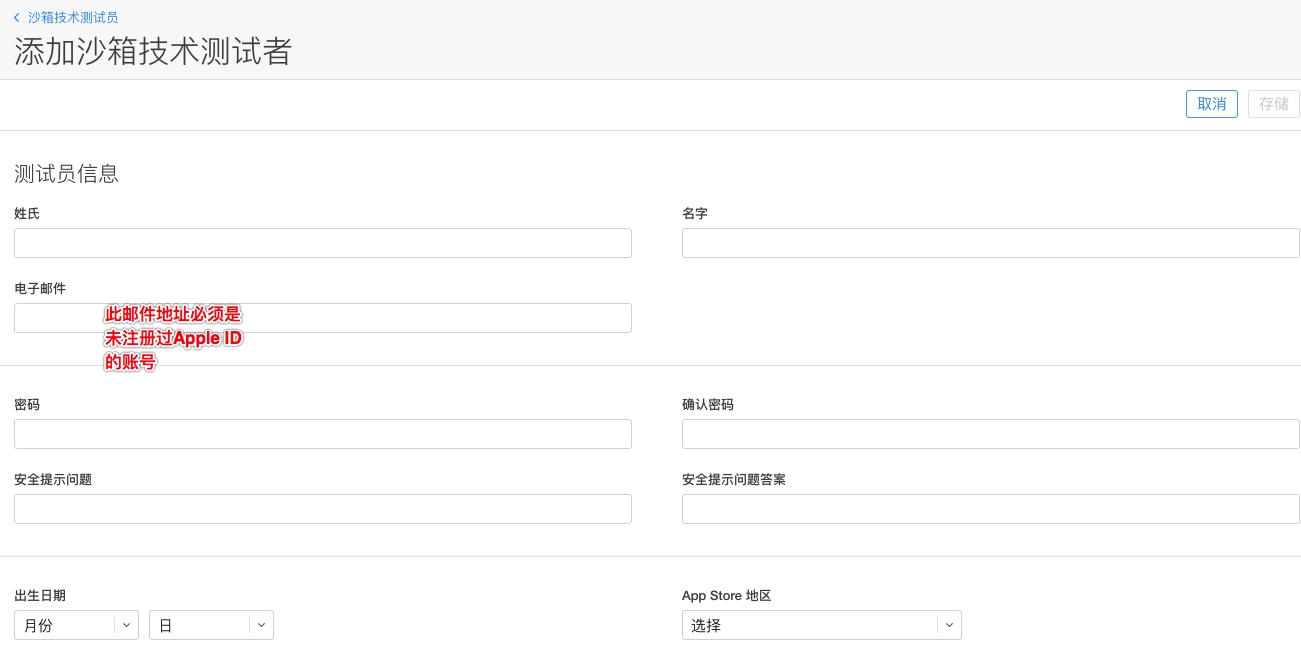 沙箱技术测试员
添加沙箱技术测试者
取消
存储
测试员信息
姓氏
名字
电子邮件
此邮件地址必须是
未注册过Apple ID
的账号
密码
确认密码
安全提示问题
安全提示问题答案
出生日期
App Store 地区
月份
日
选择